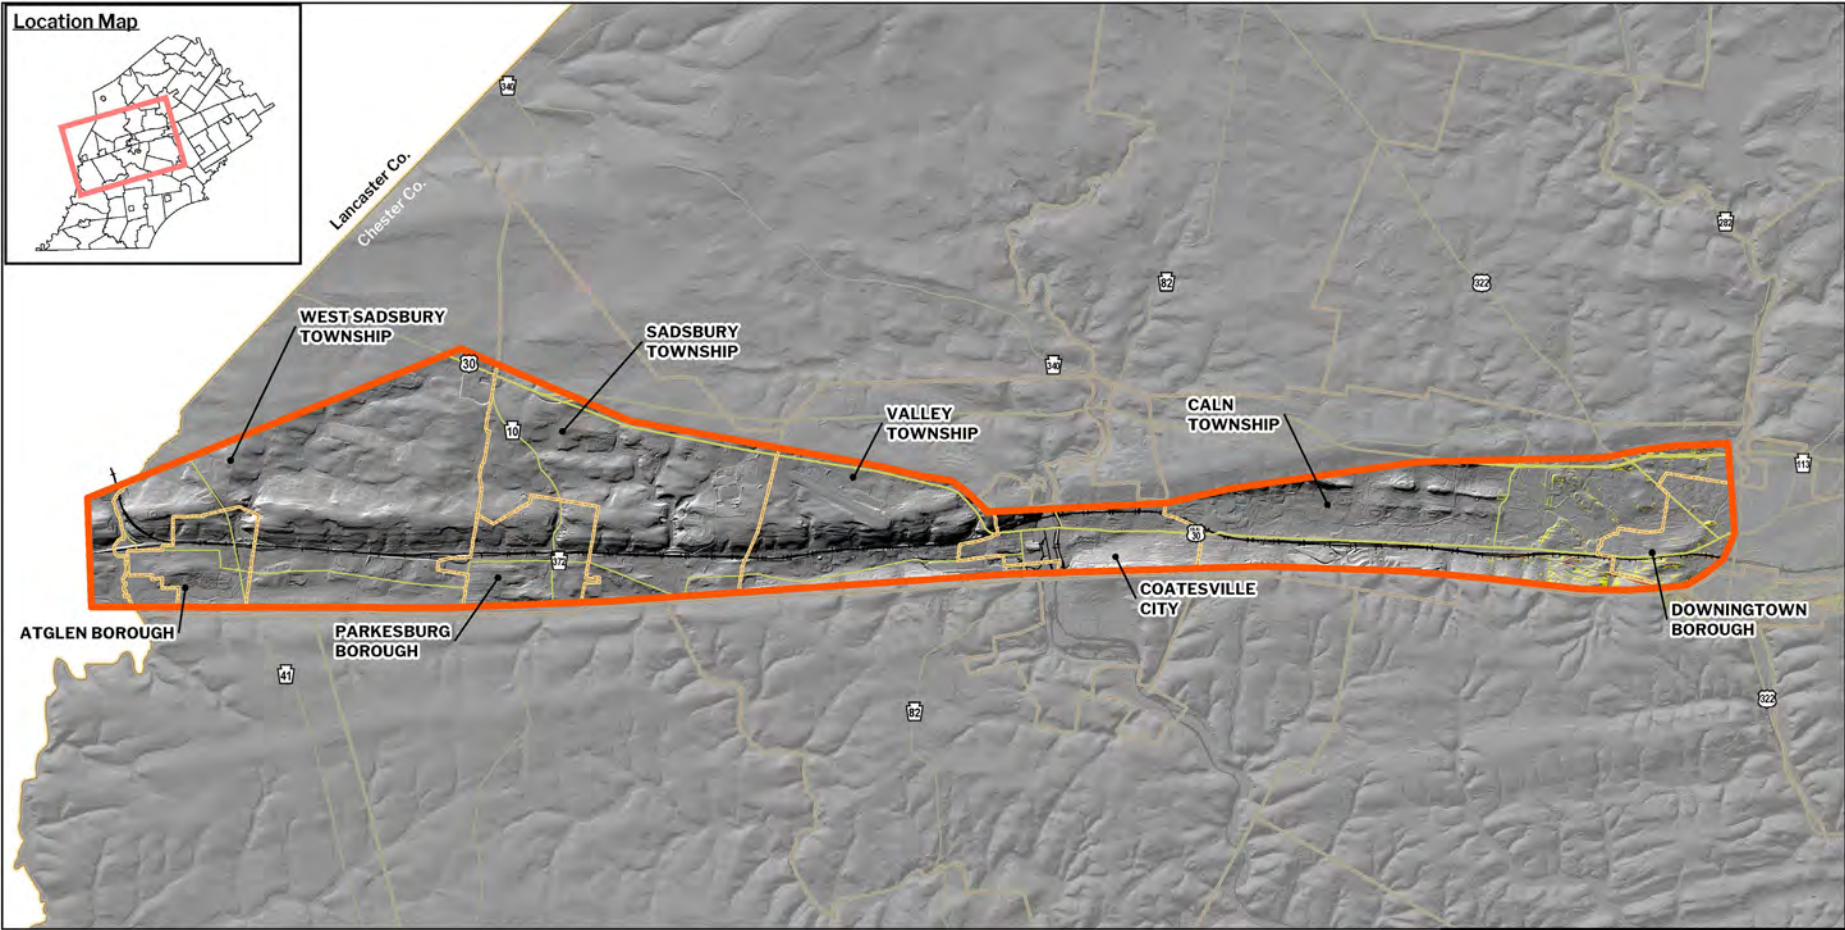 Location Map
340
Lancaster Co.
Chester Co.
282
82
322
WEST SADSBURY
TOWNSHIP
SADSBURY
TOWNSHIP
30
340
10
VALLEY
TOWNSHIP
CALN
TOWNSHIP
113
372
30
COATESVILLE
CITY
ATGLEN BOROUGH
PARKESBURG
BOROUGH
DOWNINGTOWN
BOROUGH
41
82
322